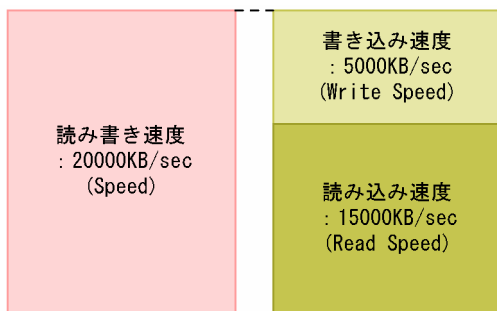 読み書き速度
: 20000KB/sec
(Speed)
書き込み速度
: 5000KB/sec
(Write Speed)
読み込み速度
: 15000KB/sec
(Read Speed)